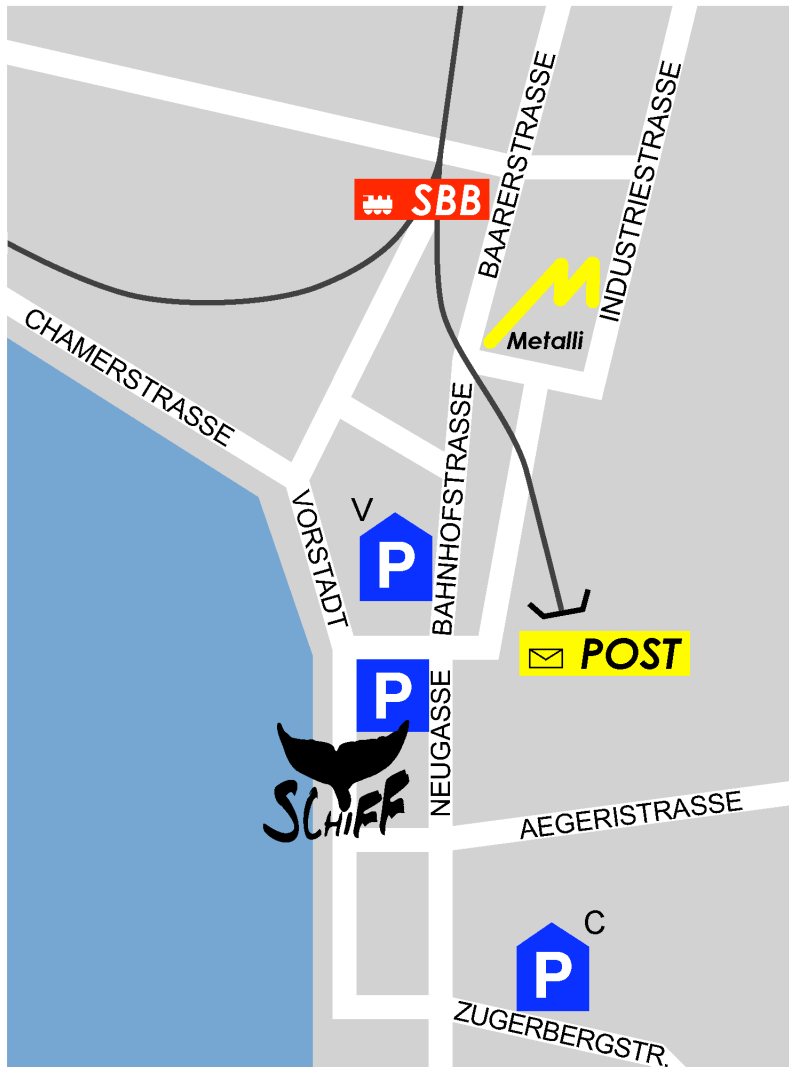 BAARERSTRASSE
INDUSTRIESTRASSE
SBB
Metalli
CHAMERSTRASSE
BAHNHOFSTRASSE
VORSTADT
V
P
POST
P
NEUGASSE
SCHiFF
AEGERISTRASSE
C
P
ZUGERBERGSTR.